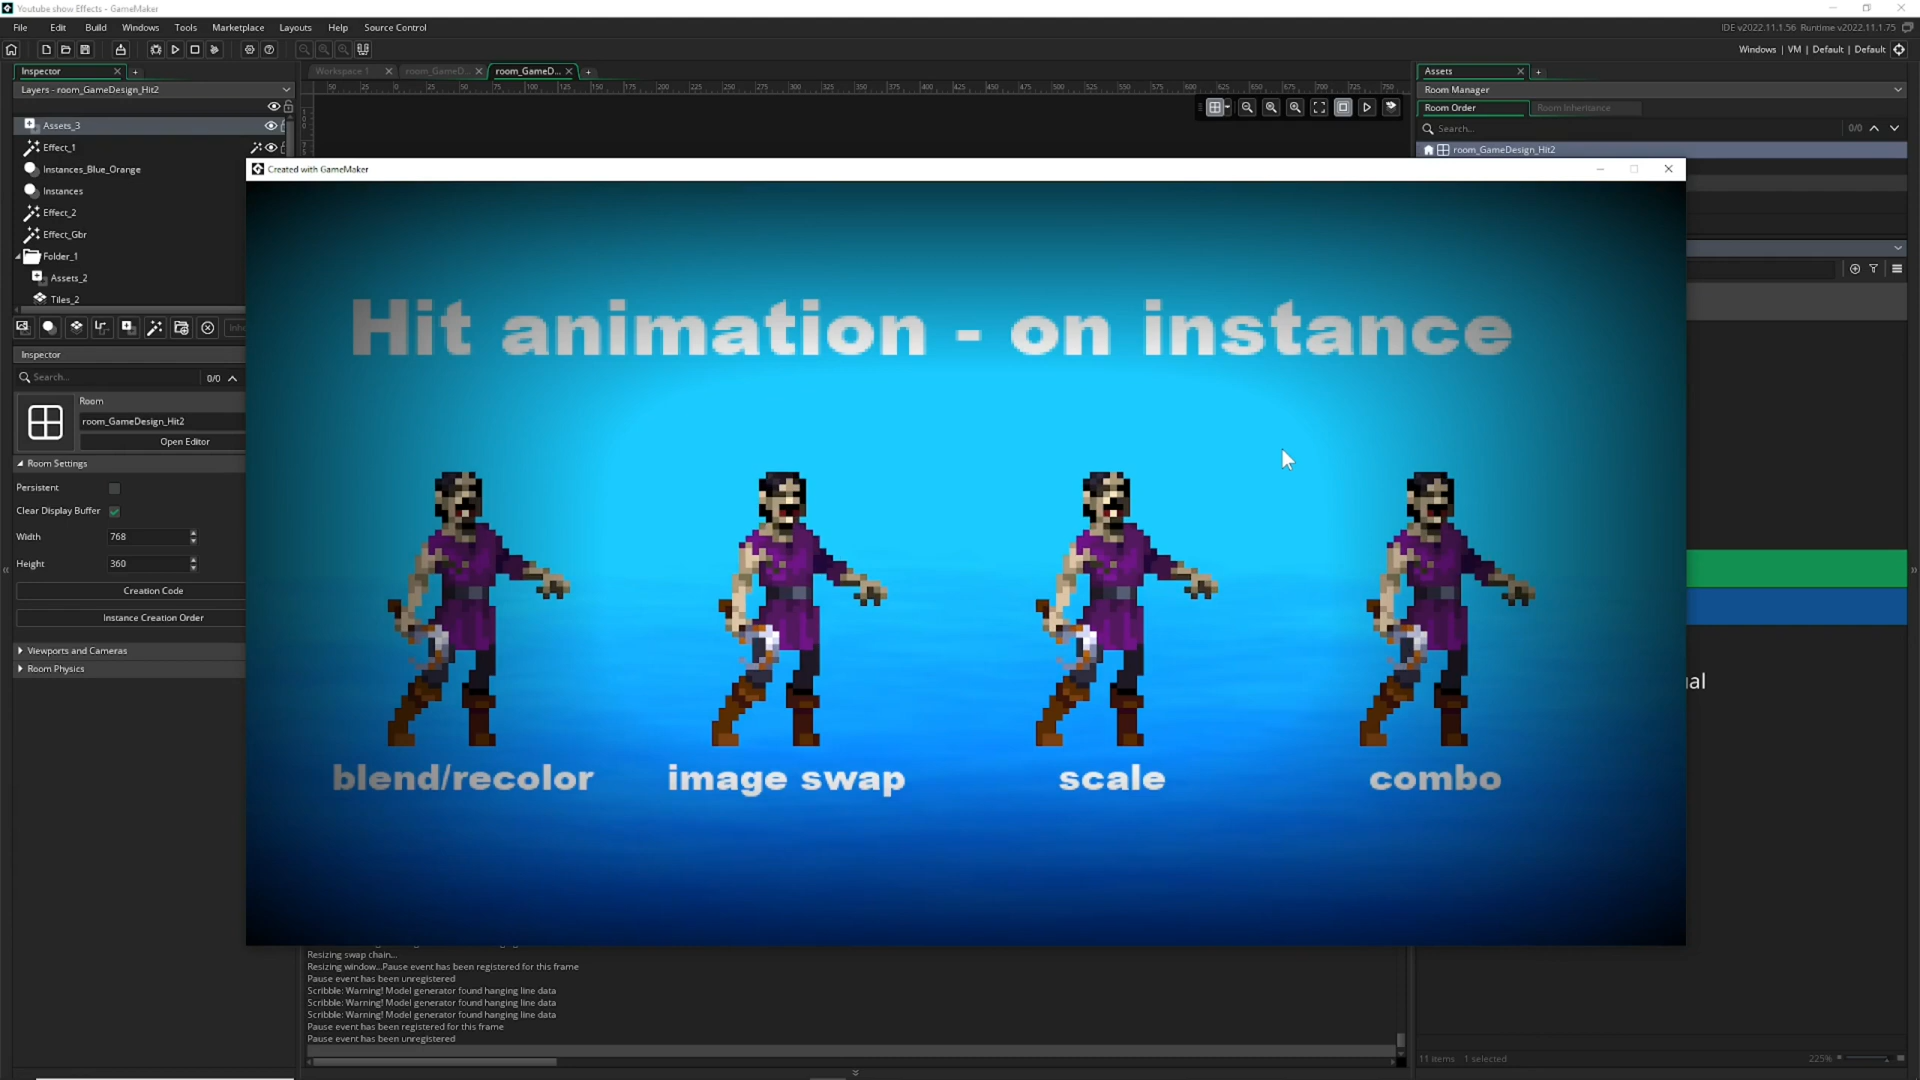 Youtube show Effects - GameMaker
File Edit Build Windows Tools Marketplace Layouts Help Source Control
IDE v2022.11.1.56 Runtime v2022.11.1.75
Windows | VM | Default | Default
Inspector
Workspace 1
room_GameD...
room_GameD...
Assets
Layers - room_GameDesign_Hit2
Room Manager
Room Order
Room Inheritance
Search...
0/0
room_GameDesign_Hit2
Assets_3
Effect_1
Instances_Blue_Orange
Instances
Effect_2
Effect_Gbr
Folder_1
Assets_2
Tiles_2
Inspector
Search...
0/0
Room
room_GameDesign_Hit2
Open Editor
Room Settings
Persistent
Clear Display Buffer
Width 768
Height 360
Creation Code
Instance Creation Order
Viewports and Cameras
Room Physics
Created with GameMaker
Hit animation - on instance
blend/recolor image swap scale combo
ual
Resizing swap chain...
Resizing window...Pause event has been registered for this frame
Pause event has been unregistered
Scribble: Warning! Model generator found hanging line data
Scribble: Warning! Model generator found hanging line data
Scribble: Warning! Model generator found hanging line data
Pause event has been registered for this frame
Pause event has been unregistered
11 items 1 selected
225%